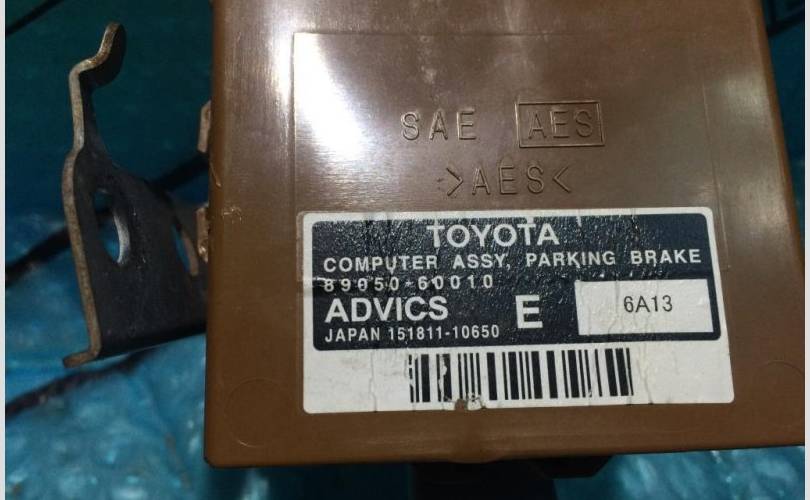 SAE AES
>AES<
TOYOTA
COMPUTER ASSY, PARKING BRAKE
89050-60010
ADVICS E 6A13
JAPAN 151811-10650